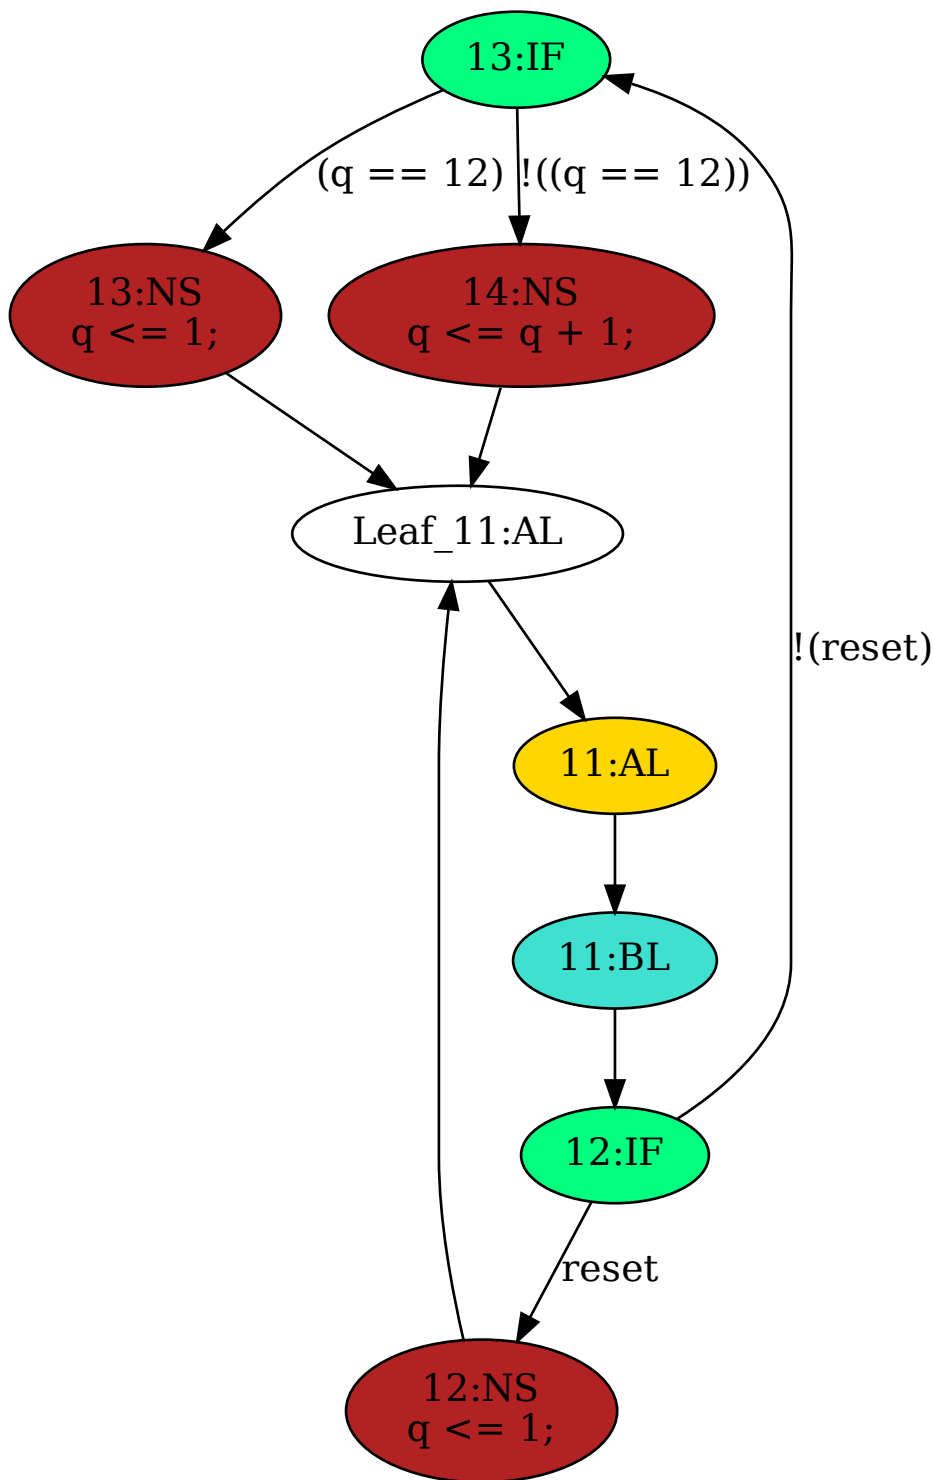 13:IF
(q == 12)
!((q == 12))
13:NS
q <= 1;
14:NS
q <= q + 1;
Leaf_11:AL
!(reset)
11:AL
11:BL
12:IF
reset
12:NS
q <= 1;